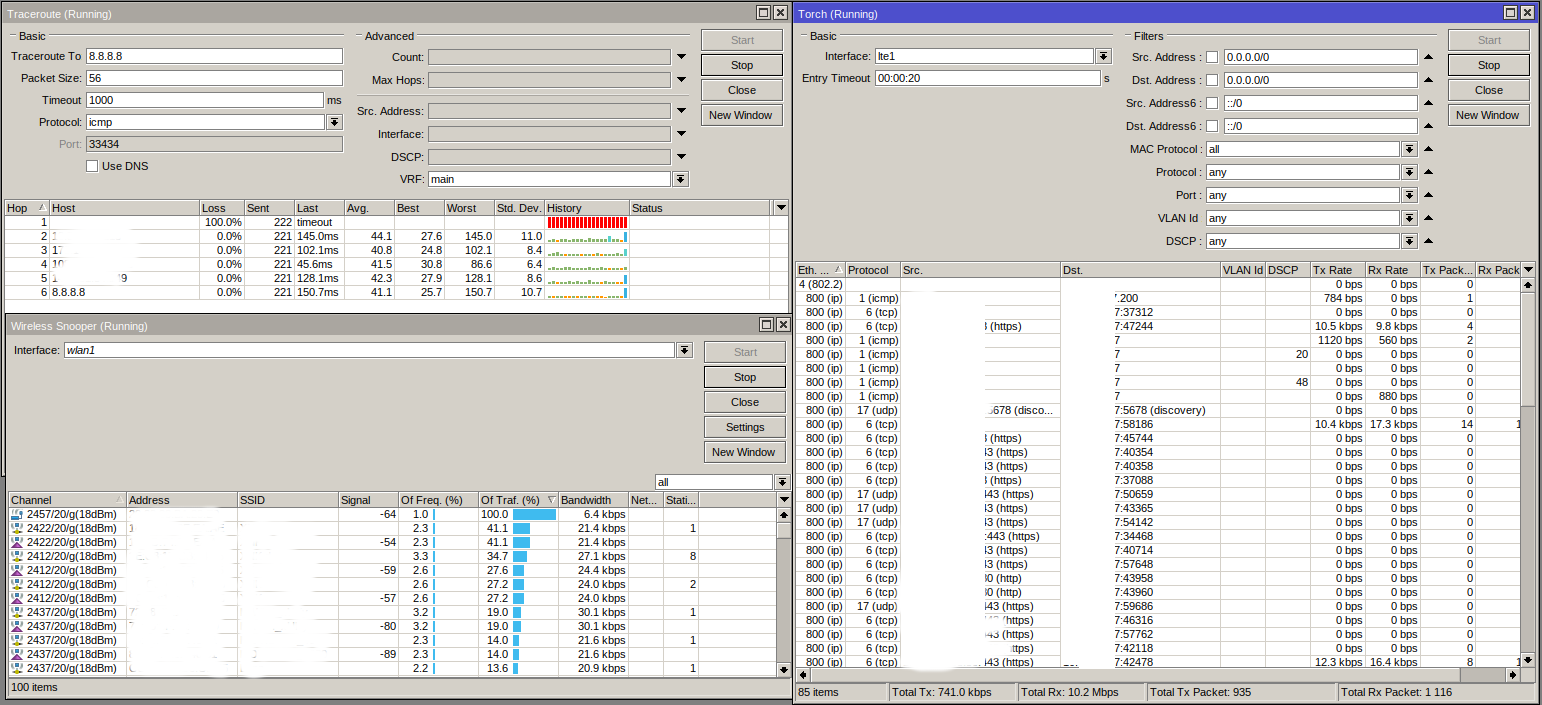 Traceroute (Running)
Basic
Traceroute To 8.8.8.8
Packet Size: 56
Timeout 1000 ms
Protocol: icmp
Port: 33434
Use DNS
Advanced
Count:
Max Hops:
Src. Address:
Interface:
DSCP:
VRF: main
Start
Stop
Close
New Window
Hop Host Loss Sent Last Avg. Best Worst Std. Dev. History Status
1 100.0% 222 timeout
2 0.0% 221 145.0ms 44.1 27.6 145.0 11.0
3 0.0% 221 102.1ms 40.8 24.8 102.1 8.4
4 0.0% 221 45.6ms 41.5 30.8 86.6 6.4
5 0.0% 221 128.1ms 42.3 27.9 128.1 8.6
6 8.8.8.8 0.0% 221 150.7ms 41.1 25.7 150.7 10.7
Wireless Snooper (Running)
Interface: wlan1
Start
Stop
Close
Settings
New Window
all
Channel Address SSID Signal Of Freq. (%) Of Traf. (%) Bandwidth Net... Stati...
2457/20/g(18dBm) -64 1.0 100.0 6.4 kbps
2422/20/g(18dBm) 2.3 41.1 21.4 kbps 1
2422/20/g(18dBm) -54 2.3 41.1 21.4 kbps
2412/20/g(18dBm) 3.3 34.7 27.1 kbps 8
2412/20/g(18dBm) -59 2.6 27.6 24.4 kbps
2412/20/g(18dBm) 2.6 27.2 24.0 kbps 2
2412/20/g(18dBm) -57 2.6 27.2 24.0 kbps
2437/20/g(18dBm) 3.2 19.0 30.1 kbps 1
2437/20/g(18dBm) -80 3.2 19.0 30.1 kbps
2437/20/g(18dBm) 2.3 14.0 21.6 kbps 1
2437/20/g(18dBm) -89 2.3 14.0 21.6 kbps
2437/20/g(18dBm) 2.2 13.6 20.9 kbps 1
100 items
Torch (Running)
Basic
Interface: lte1
Entry Timeout 00:00:20 s
Filters
Src. Address : 0.0.0.0/0
Dst. Address : 0.0.0.0/0
Src. Address6 : ::/0
Dst. Address6 : ::/0
MAC Protocol : all
Protocol : any
Port : any
VLAN Id any
DSCP : any
Start
Stop
Close
New Window
Eth. ... Protocol Src. Dst. VLAN Id DSCP Tx Rate Rx Rate Tx Pack... Rx Pack
4 (802.2) 0 bps 0 bps 0
800 (ip) 1 (icmp) .200 784 bps 0 bps 1
800 (ip) 6 (tcp) 7:37312 0 bps 0 bps 0
800 (ip) 6 (tcp) (https) 7:47244 10.5 kbps 9.8 kbps 4
800 (ip) 1 (icmp) 7 1120 bps 560 bps 2
800 (ip) 1 (icmp) 7 20 0 bps 0 bps 0
800 (ip) 1 (icmp) 7 0 bps 0 bps 0
800 (ip) 1 (icmp) 7 48 0 bps 0 bps 0
800 (ip) 1 (icmp) 7 0 bps 880 bps 0
800 (ip) 17 (udp) 5678 (disco... 7:5678 (discovery) 0 bps 0 bps 0
800 (ip) 6 (tcp) 7:58186 10.4 kbps 17.3 kbps 14 1
800 (ip) 6 (tcp) (https) 7:45744 0 bps 0 bps 0
800 (ip) 6 (tcp) 43 (https) 7:40354 0 bps 0 bps 0
800 (ip) 6 (tcp) 43 (https) 7:40358 0 bps 0 bps 0
800 (ip) 6 (tcp) (https) 7:37088 0 bps 0 bps 0
800 (ip) 17 (udp) 443 (https) 7:50659 0 bps 0 bps 0
800 (ip) 17 (udp) 43 (https) 7:43365 0 bps 0 bps 0
800 (ip) 17 (udp) 43 (https) 7:54142 0 bps 0 bps 0
800 (ip) 6 (tcp) :443 (https) 7:34468 0 bps 0 bps 0
800 (ip) 6 (tcp) 43 (https) 7:40714 0 bps 0 bps 0
800 (ip) 6 (tcp) 43 (https) 7:57648 0 bps 0 bps 0
800 (ip) 6 (tcp) 80 (http) 7:43958 0 bps 0 bps 0
800 (ip) 6 (tcp) 80 (http) 7:43960 0 bps 0 bps 0
800 (ip) 17 (udp) 443 (https) 7:59686 0 bps 0 bps 0
800 (ip) 6 (tcp) (https) 7:46316 0 bps 0 bps 0
800 (ip) 6 (tcp) 443 (https) 7:57762 0 bps 0 bps 0
800 (ip) 6 (tcp) 7:42118 0 bps 0 bps 0
800 (ip) 6 (tcp) 443 (https) 7:42478 12.3 kbps 16.4 kbps 8 1
85 items Total Tx: 741.0 kbps Total Rx: 10.2 Mbps Total Tx Packet: 935 Total Rx Packet: 1 116